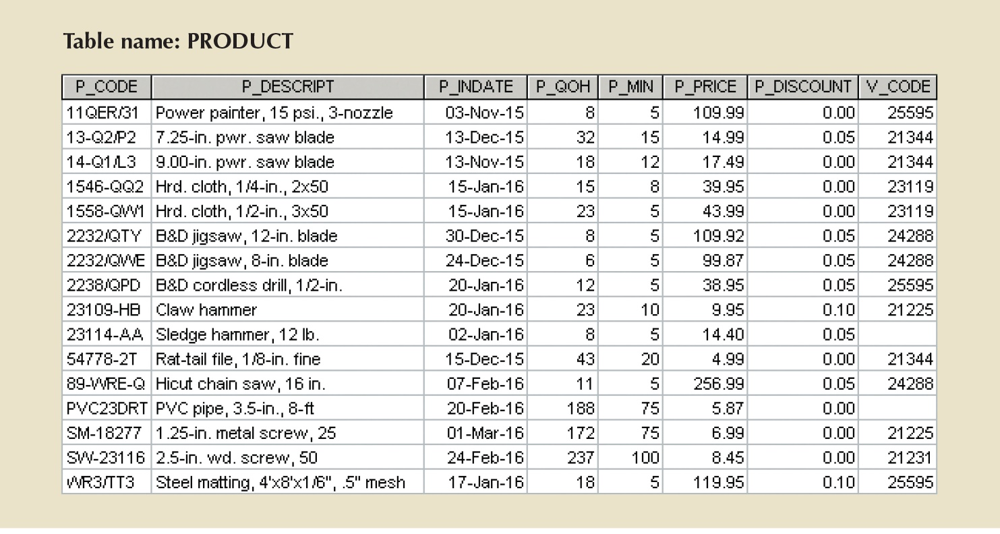 Table name: PRODUCT
P_CODE P_DESCRIPT P_INDATE P_QOH P_MIN P_PRICE P_DISCOUNT V_CODE
11QER/31 Power painter, 15 psi., 3-nozzle 03-Nov-15 8 5 109.99 0.00 25595
13-Q2/P2 7.25-in. pwr. saw blade 13-Dec-15 32 15 14.99 0.05 21344
14-Q1/L3 9.00-in. pwr. saw blade 13-Nov-15 18 12 17.49 0.00 21344
1546-QQ2 Hrd. cloth, 1/4-in., 2x50 15-Jan-16 15 8 39.95 0.00 23119
1558-QW1 Hrd. cloth, 1/2-in., 3x50 15-Jan-16 23 5 43.99 0.00 23119
2232/QTY B&D jigsaw, 12-in. blade 30-Dec-15 8 5 109.92 0.05 24288
2232/QWE B&D jigsaw, 8-in. blade 24-Dec-15 6 5 99.87 0.05 24288
2238/QPD B&D cordless drill, 1/2-in. 20-Jan-16 12 5 38.95 0.05 25595
23109-HB Claw hammer 20-Jan-16 23 10 9.95 0.10 21225
23114-AA Sledge hammer, 12 lb. 02-Jan-16 8 5 14.40 0.05
54778-2T Rat-tail file, 1/8-in. fine 15-Dec-15 43 20 4.99 0.00 21344
89-WRE-Q Hicut chain saw, 16 in. 07-Feb-16 11 5 256.99 0.05 24288
PVC23DRT PVC pipe, 3.5-in., 8-ft 20-Feb-16 188 75 5.87 0.00
SM-18277 1.25-in. metal screw, 25 01-Mar-16 172 75 6.99 0.00 21225
SW-23116 2.5-in. wd. screw, 50 24-Feb-16 237 100 8.45 0.00 21231
WR3/TT3 Steel matting, 4'x8'x1/6", .5" mesh 17-Jan-16 18 5 119.95 0.10 25595